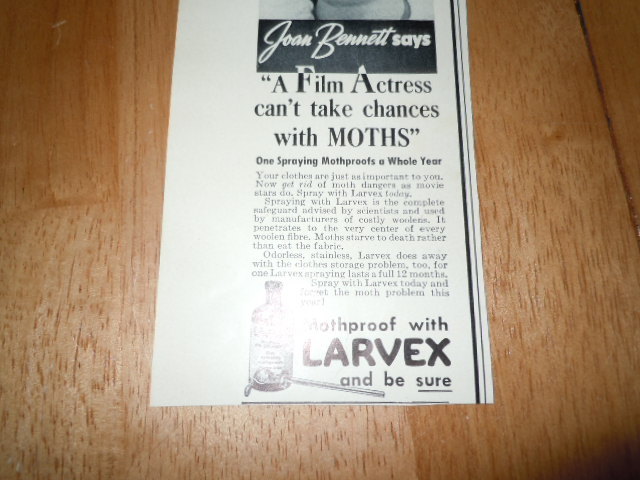 Joan Bennett says
"A Film Actress
can't take chances
with MOTHS"
One Spraying Mothproofs a Whole Year
Your clothes are just as important to you.
Now get rid of moth dangers as movie
stars do. Spray with Larvex today.
Spraying with Larvex is the complete
safeguard advised by scientists and used
by manufacturers of costly woolens. It
penetrates to the very center of every
woolen fibre. Moths starve to death rather
than eat the fabric.
Odorless, stainless, Larvex does away
with the clothes storage problem, too, for
one Larvex spraying lasts a full 12 months.
Spray with Larvex today and
forget the moth problem this
year!
Mothproof with
LARVEX
and be sure